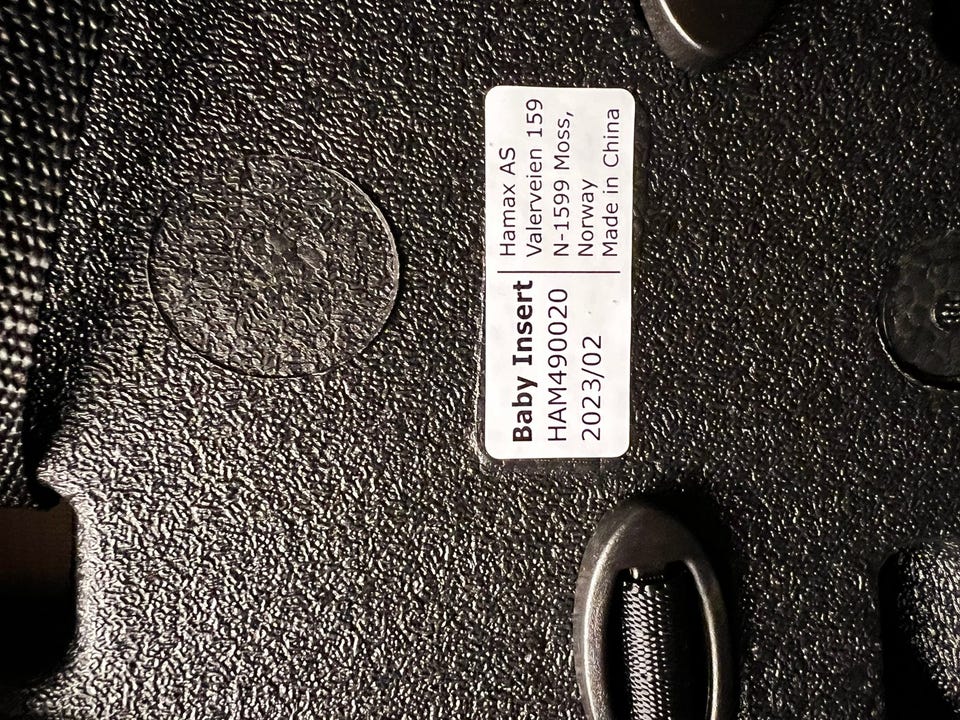 Baby Insert
HAM490020
2023/02
Hamax AS
Valerveien 159
N-1599 Moss,
Norway
Made in China